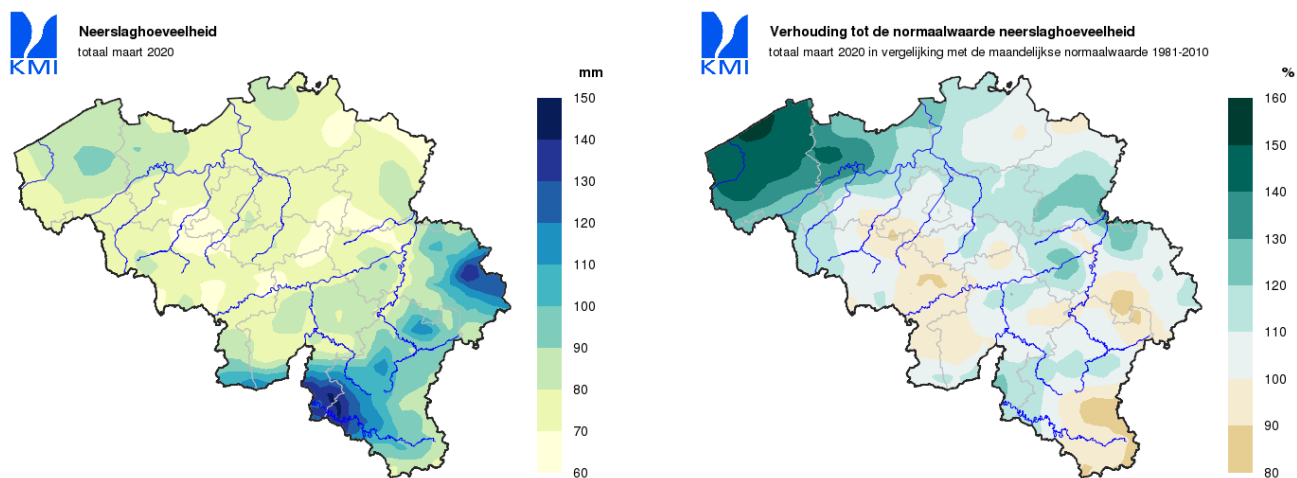 KMI
Neerslaghoeveelheid
totaal maart 2020
mm
150
140
130
120
110
100
90
80
70
60
KMI
Verhouding tot de normaalwaarde neerslaghoeveelheid
totaal maart 2020 in vergelijking met de maandelijkse normaalwaarde 1981-2010
%
160
150
140
130
120
110
100
90
80